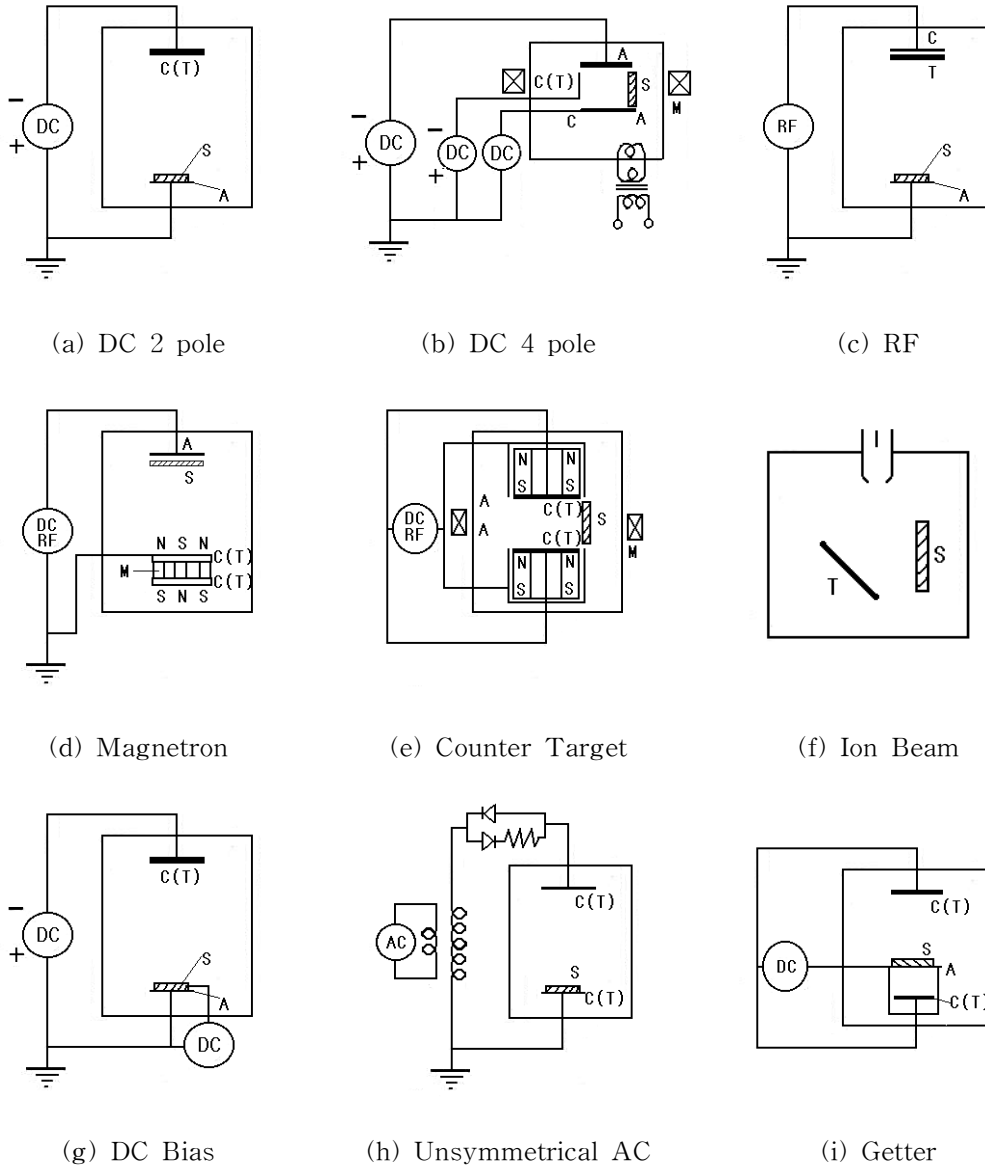 C(T)
−
DC
+
S
A
(a) DC 2 pole
A
C(T)
S
M
−
DC
+
−
DC
+
DC
C
A
(b) DC 4 pole
C
T
RF
S
A
(c) RF
A
S
DC
RF
N S N
C(T)
M
C(T)
S N S
(d) Magnetron
N N
S S
A
C(T)
S
DC
RF
A
C(T)
M
N N
S S
(e) Counter Target
I
S
T
(f) Ion Beam
C(T)
−
DC
+
S
A
DC
(g) DC Bias
C(T)
AC
S
C(T)
(h) Unsymmetrical AC
C(T)
S
DC
A
C(T)
(i) Getter